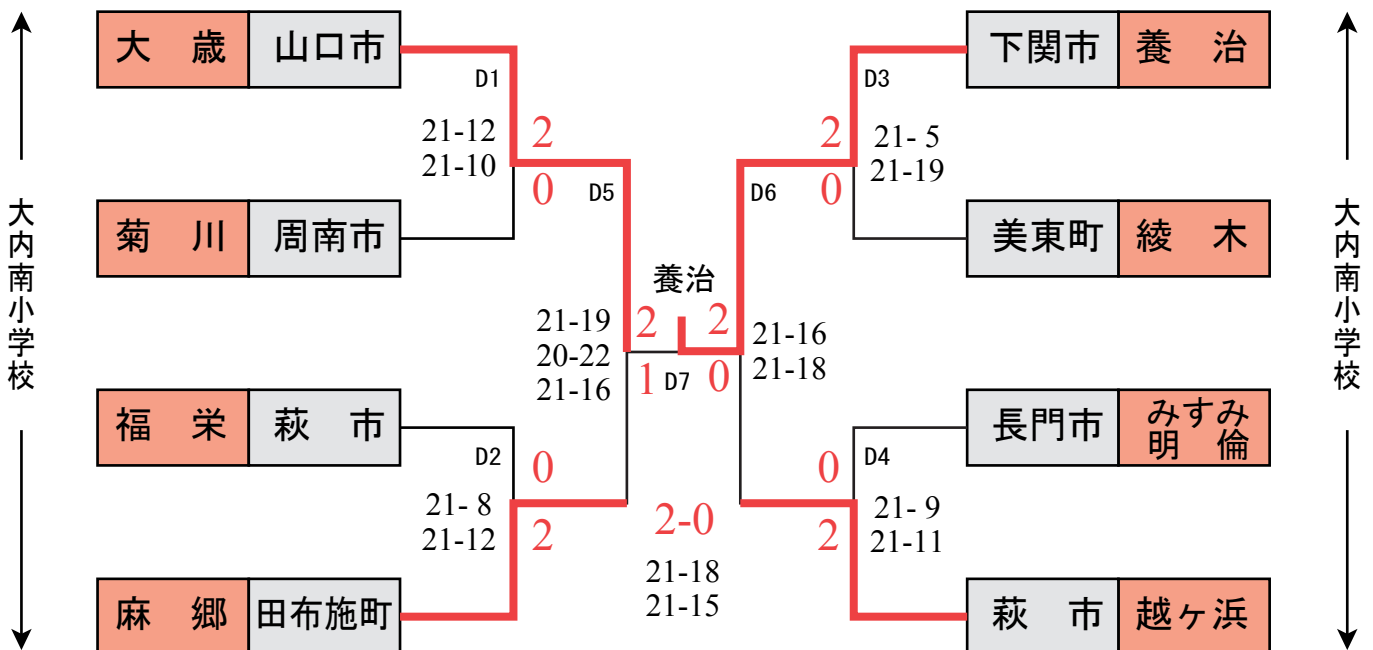 大　歳　山口市
D1
21-12
21-10
2
0
菊　川　周南市
D5
福　栄　萩　市
D2
21- 8
21-12
0
2
麻　郷　田布施町
21-19
20-22
21-16
2
1
養治
D7
2-0
21-18
21-15
下関市　養　治
D3
2
0
21- 5
21-19
美東町　綾　木
D6
2
0
21-16
21-18
長門市　みすみ
明　倫
D4
0
2
21- 9
21-11
萩　市　越ヶ浜
大内南小学校
大内南小学校